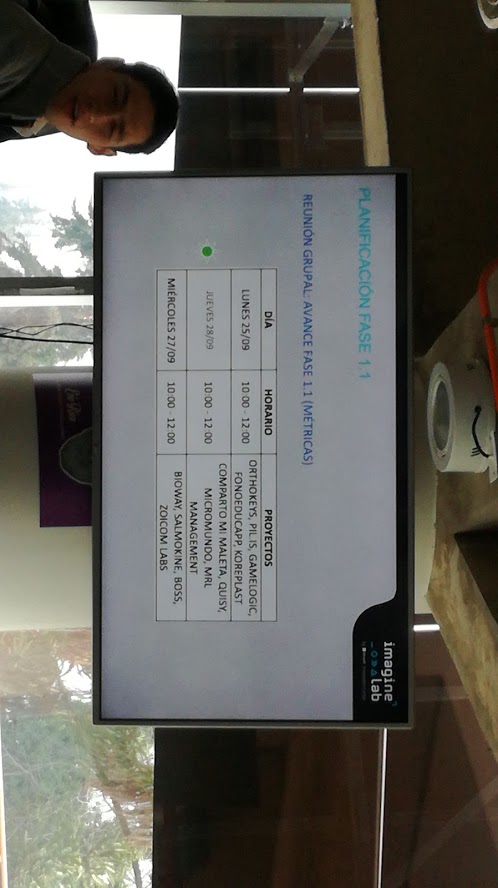 PLANIFICACIÓN FASE 1.1
imagine
lab
REUNIÓN GRUPAL: AVANCE FASE 1.1 (MÉTRICAS)
DÍA HORARIO PROYECTOS
LUNES 25/09 10:00 - 12:00 ORTHOKEYS, PILIS, GAMELOGIC,
FONOEDUCAPP, KOREPLAST
JUEVES 28/09 10:00 - 12:00 COMPARTO MI MALETA, QUISY,
MICROMUNDO, MRL
MANAGEMENT
MIÉRCOLES 27/09 10:00 - 12:00 BIOWAY, SALMOKINE, BOSS,
ZOICOM LABS